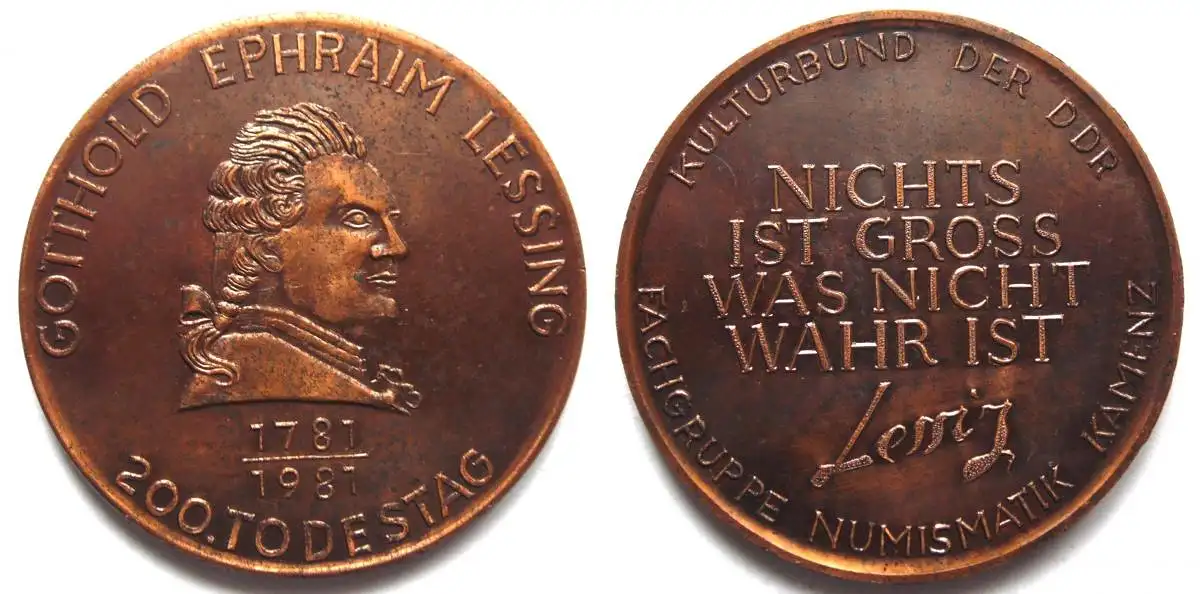 GOTTHOLD EPHRAIM LESSING
1781
1981
200. TODESTAG
KULTURBUND DER DDR
NICHTS
IST GROSS
WAS NICHT
WAHR IST
Lessing
FACHGRUPPE NUMISMATIK KAMENZ